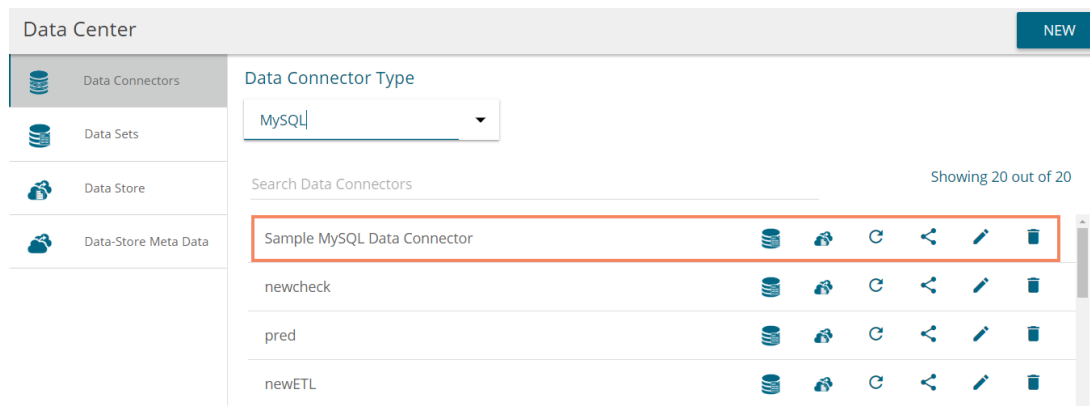 Data Center
NEW
Data Connectors
Data Sets
Data Store
Data-Store Meta Data
Data Connector Type
MySQL
Search Data Connectors
Showing 20 out of 20
Sample MySQL Data Connector
newcheck
pred
newETL